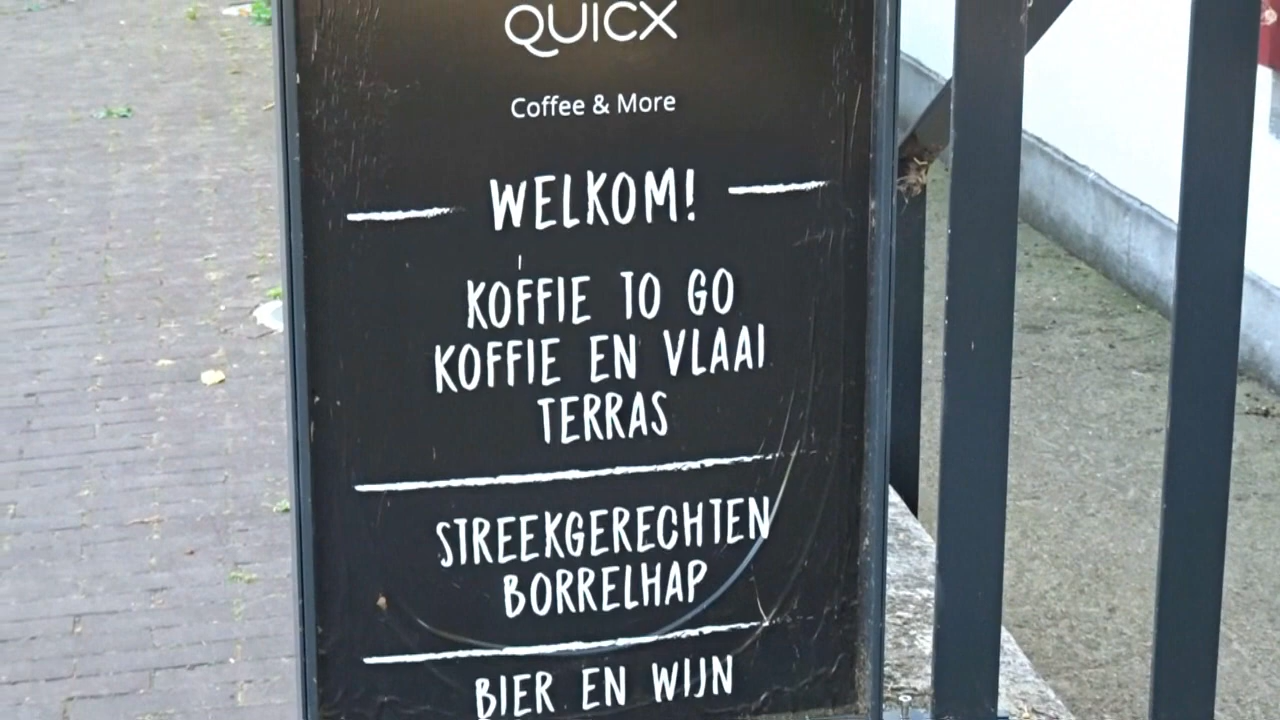 QUICX
Coffee & More
WELKOM!
KOFFIE TO GO
KOFFIE EN VLAAI
TERRAS
STREEKGERECHTEN
BORRELHAP
BIER EN WIJN